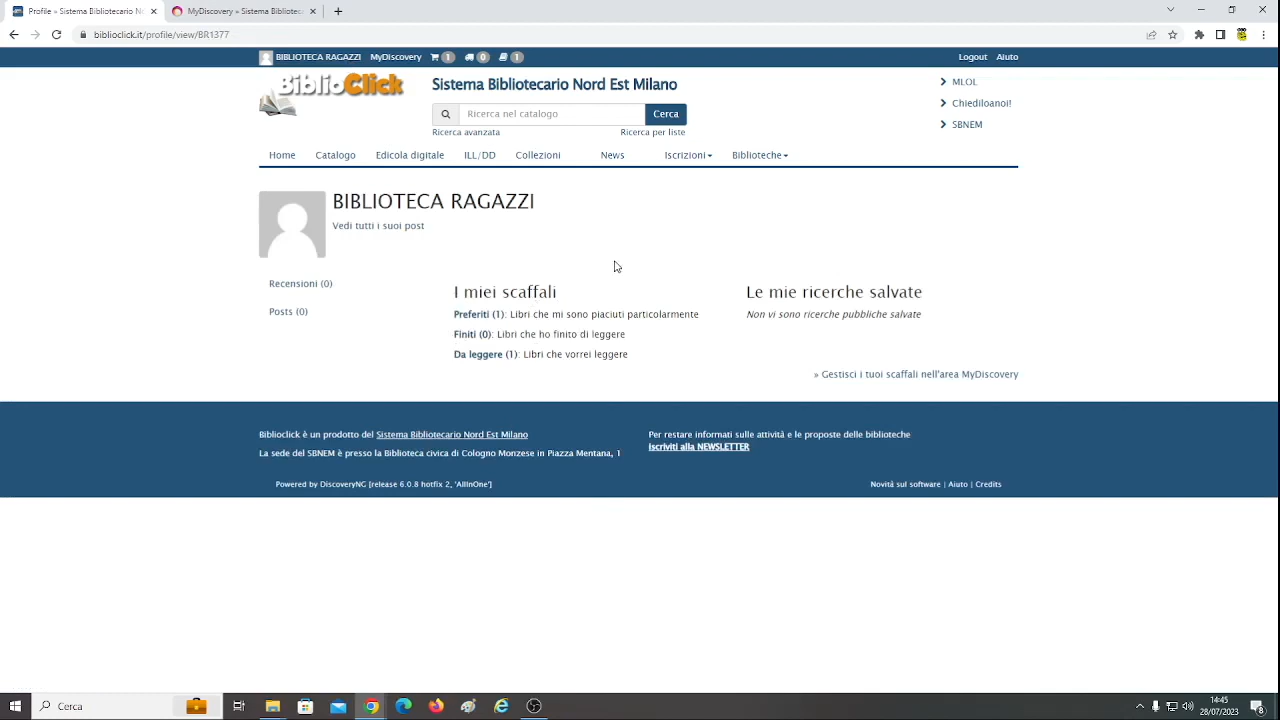 Profile » Sistema Bibliotecari
MyDiscovery » Sistema Bibliote
biblioclick.it/profile/view/BR1377
BIBLIOTECA RAGAZZI MyDiscovery 1 0 1
Logout Aiuto
BiblioClick
Sistema Bibliotecario Nord Est Milano
Ricerca nel catalogo Cerca
Ricerca avanzata Ricerca per liste
MLOL
Chiediloanoi!
SBNEM
Home Catalogo Edicola digitale ILL/DD Collezioni News Iscrizioni Biblioteche
BIBLIOTECA RAGAZZI
Vedi tutti i suoi post
Recensioni (0)
Posts (0)
I miei scaffali
Preferiti (1): Libri che mi sono piaciuti particolarmente
Finiti (0): Libri che ho finito di leggere
Da leggere (1): Libri che vorrei leggere
Le mie ricerche salvate
Non vi sono ricerche pubbliche salvate
» Gestisci i tuoi scaffali nell'area MyDiscovery
Biblioclick è un prodotto del Sistema Bibliotecario Nord Est Milano
La sede del SBNEM è presso la Biblioteca civica di Cologno Monzese in Piazza Mentana, 1
Per restare informati sulle attività e le proposte delle biblioteche
Iscriviti alla NEWSLETTER
Powered by DiscoveryNG [release 6.0.8 hotfix 2, 'AllInOne']
Novità sul software | Aiuto | Credits
Cerca
14:45
28/07/2023